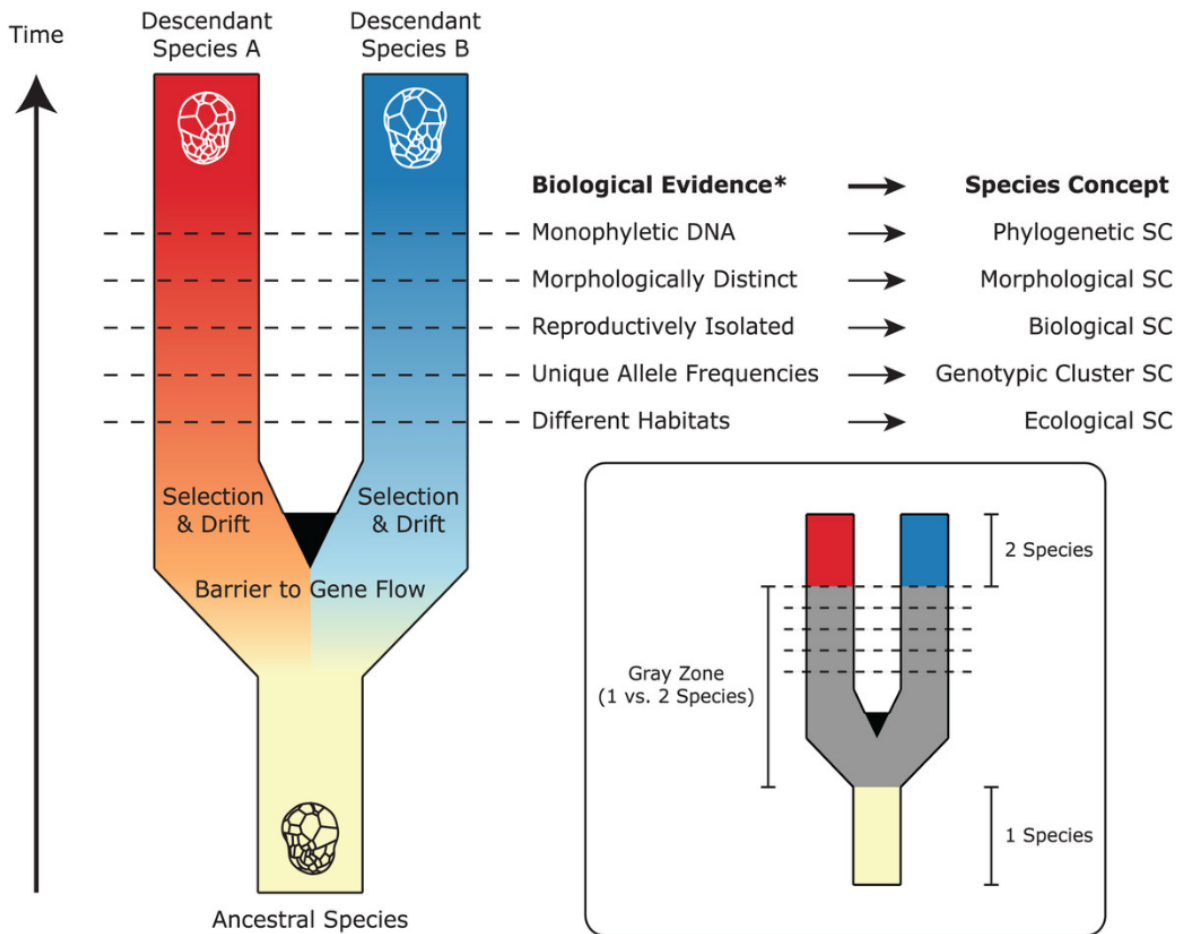 Time
Descendant
Species A
Descendant
Species B
Biological Evidence*
Species Concept
Monophyletic DNA
Phylogenetic SC
Morphologically Distinct
Morphological SC
Reproductively Isolated
Biological SC
Unique Allele Frequencies
Genotypic Cluster SC
Different Habitats
Ecological SC
Selection
& Drift
Selection
& Drift
Barrier to Gene Flow
Ancestral Species
2 Species
Gray Zone
(1 vs. 2 Species)
1 Species